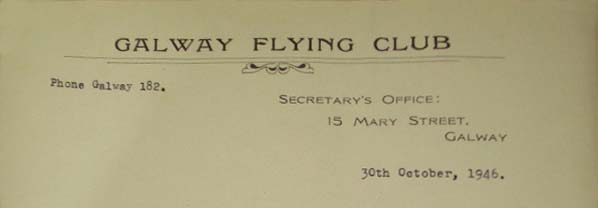 GALWAY FLYING CLUB
Phone Galway 182.
SECRETARY'S OFFICE:
15 MARY STREET,
GALWAY
30th October, 1946.